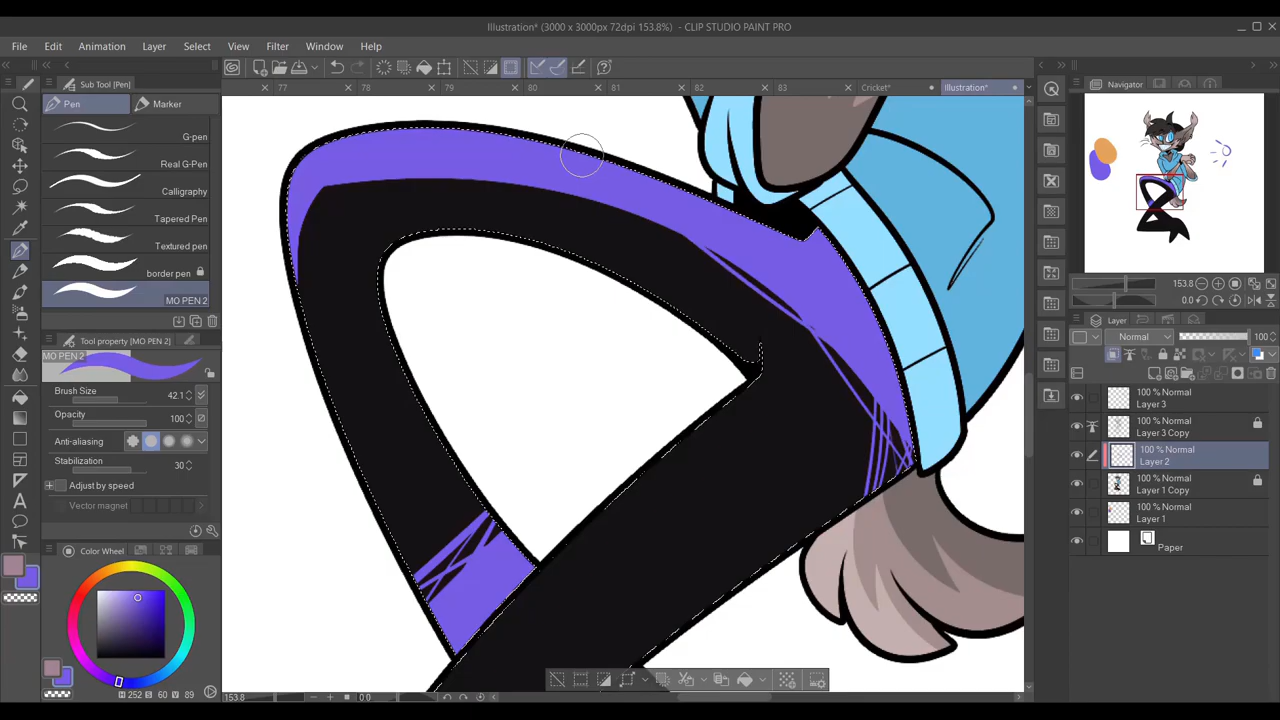 Illustration* (3000 x 3000px 72dpi 153.8%) - CLIP STUDIO PAINT PRO
File Edit Animation Layer Select View Filter Window Help
Sub Tool [Pen]
Pen Marker
G-pen
Real G-Pen
Calligraphy
Tapered Pen
Textured pen
border pen
MO PEN 2
Tool property [MO PEN 2]
MO PEN 2
Brush Size 42.1
Opacity 100
Anti-aliasing
Stabilization 30
Adjust by speed
Vector magnet
Color Wheel
H 252 S 60 V 89
77 78 79 80 81 82 83 Cricket* Illustration*
153.8 0.0
Navigator
153.8
0.0
Layer
Normal 100
100 % Normal
Layer 3
100 % Normal
Layer 3 Copy
100 % Normal
Layer 2
100 % Normal
Layer 1 Copy
100 % Normal
Layer 1
Paper